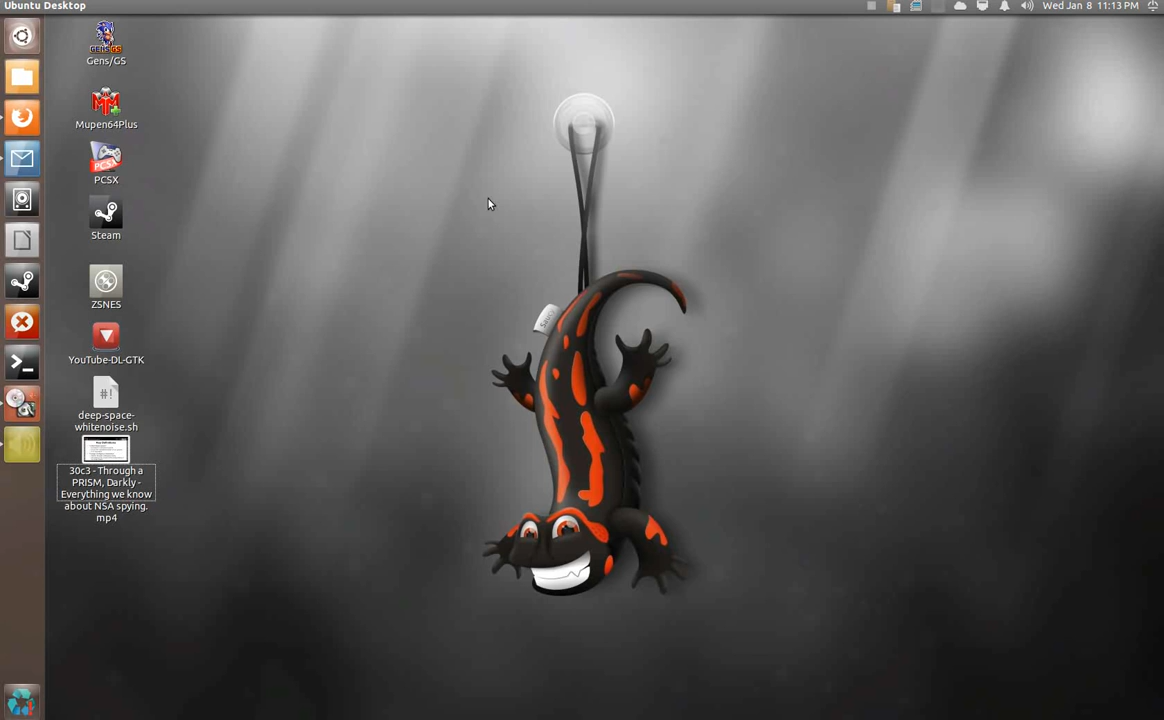 Ubuntu Desktop
Wed Jan 8 11:13 PM
Gens/GS
Mupen64Plus
PCSX
Steam
ZSNES
YouTube-DL-GTK
#!
deep-space-
whitenoise.sh
30c3 - Through a
PRISM, Darkly -
Everything we know
about NSA spying.
mp4